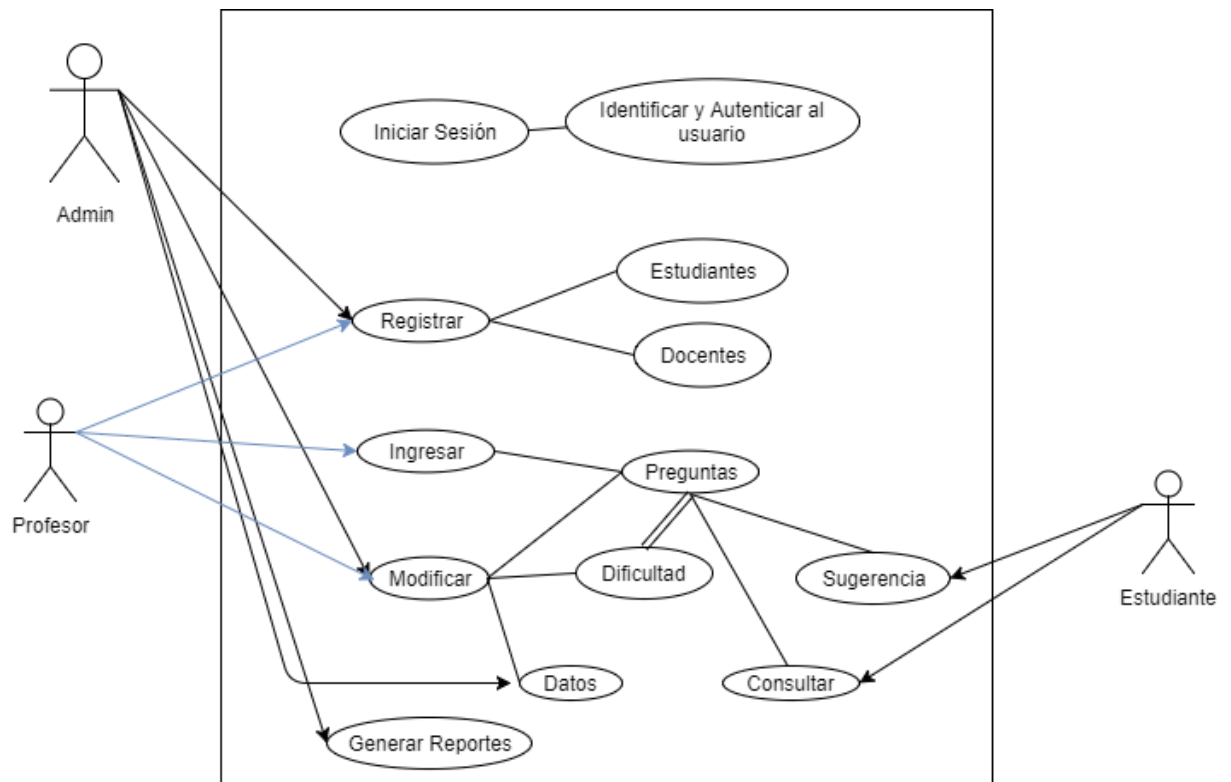 Iniciar Sesión
Identificar y Autenticar al
usuario
Admin
Estudiantes
Registrar
Docentes
Ingresar
Preguntas
Profesor
Modificar
Dificultad
Sugerencia
Estudiante
Datos
Consultar
Generar Reportes